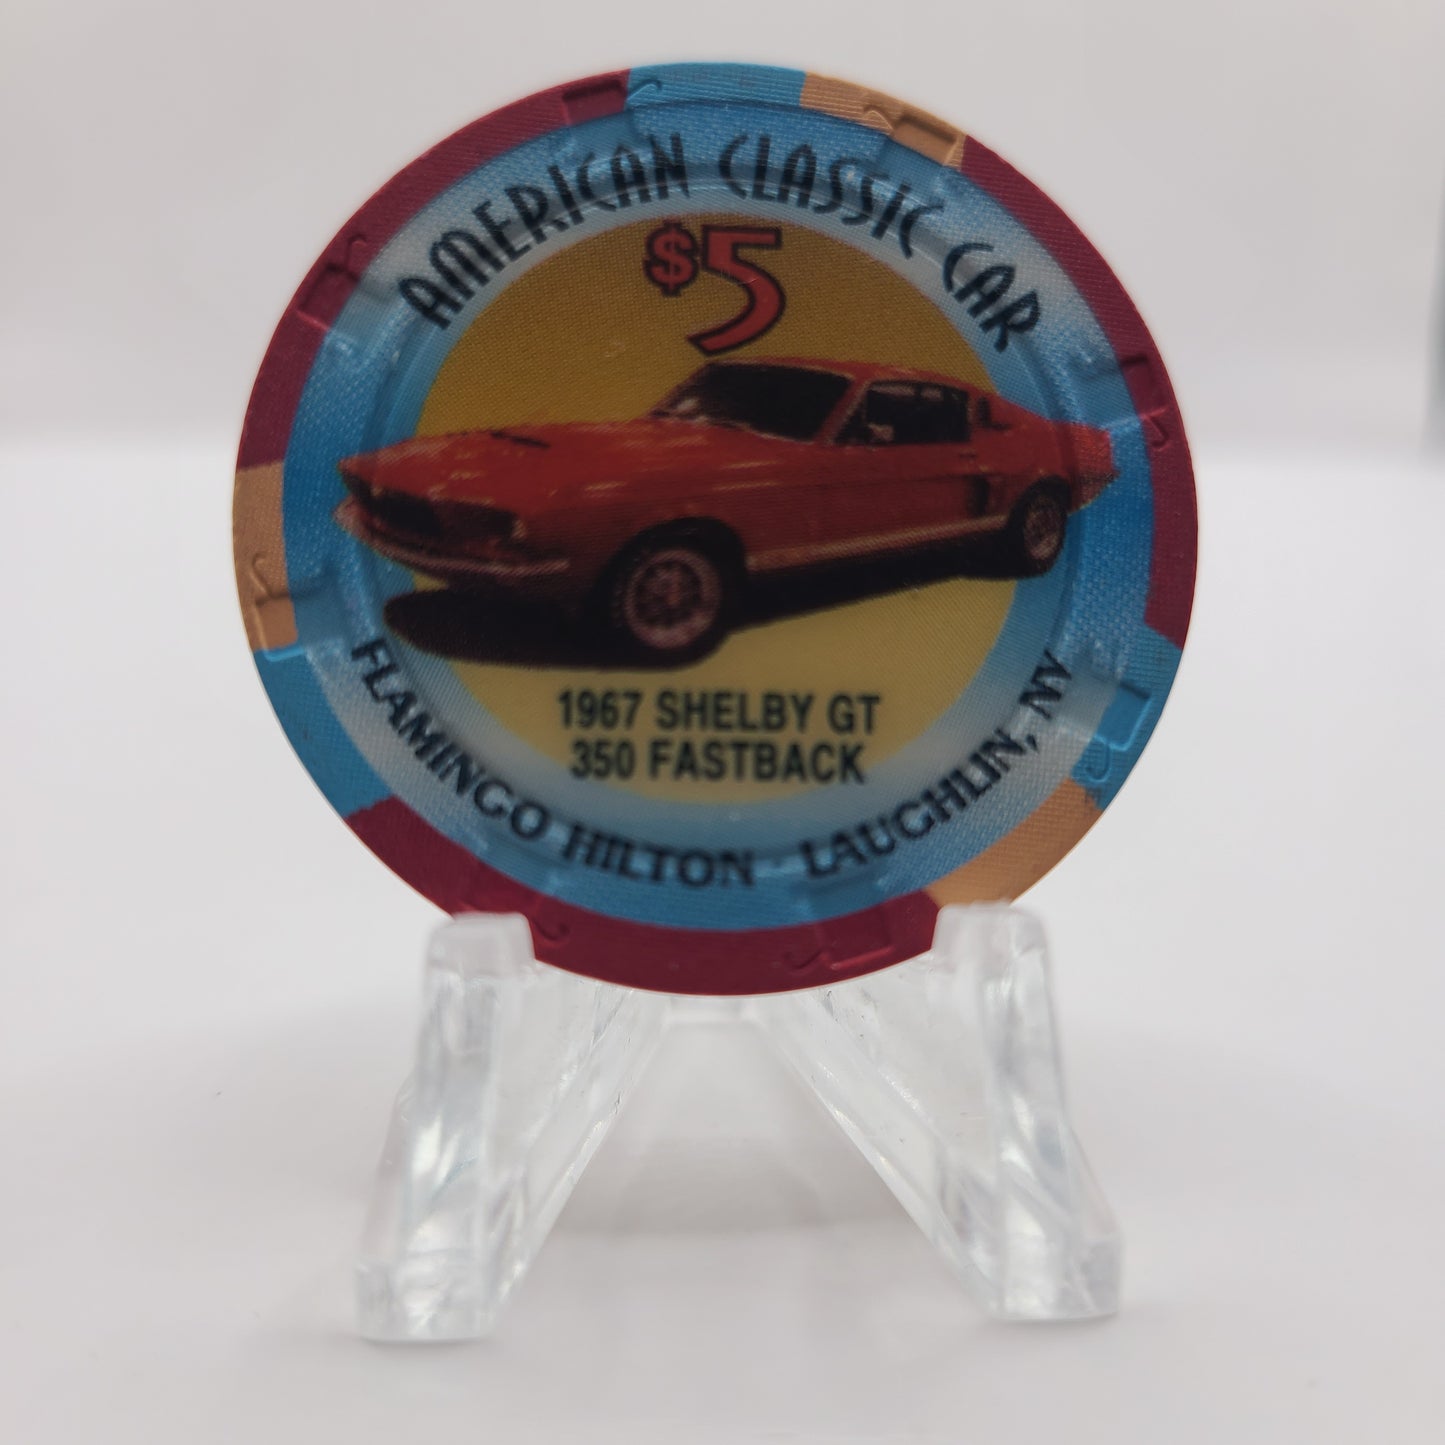 AMERICAN CLASSIC CAR
$5
1967 SHELBY GT
350 FASTBACK
FLAMINGO HILTON LAUGHLIN, NV